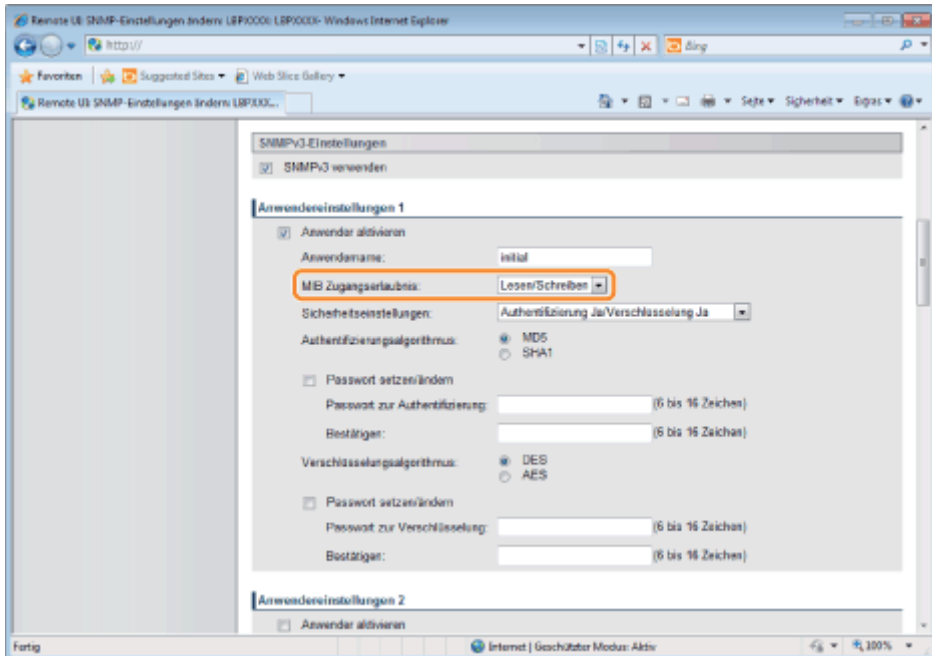 Remote UI: SNMP-Einstellungen ändern: LBPXXXX: LBPXXXX- Windows Internet Explorer
http://
Bing
Favoriten Suggested Sites Web Slice Gallery
Remote UI: SNMP-Einstellungen ändern: LBPXXX... Seite Sicherheit Extras
SNMPv3-Einstellungen
SNMPv3 verwenden
Anwendereinstellungen 1
Anwender aktivieren
Anwendername: initial
MIB Zugangserlaubnis: Lesen/Schreiben
Sicherheitseinstellungen: Authentifizierung Ja/Verschlüsselung Ja
Authentifizierungsalgorithmus: MD5
SHA1
Passwort setzen/ändern
Passwort zur Authentifizierung: (6 bis 16 Zeichen)
Bestätigen: (6 bis 16 Zeichen)
Verschlüsselungsalgorithmus: DES
AES
Passwort setzen/ändern
Passwort zur Verschlüsselung: (6 bis 16 Zeichen)
Bestätigen: (6 bis 16 Zeichen)
Anwendereinstellungen 2
Anwender aktivieren
Fertig Internet | Geschützter Modus: Aktiv 100%